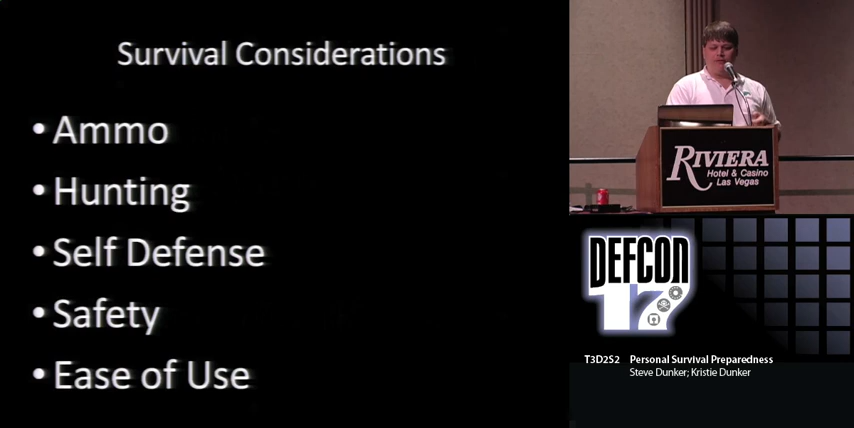 Survival Considerations
• Ammo
• Hunting
• Self Defense
• Safety
• Ease of Use
RIVIERA
Hotel & Casino
Las Vegas
DEFCON
17
T3D2S2 Personal Survival Preparedness
Steve Dunker; Kristie Dunker